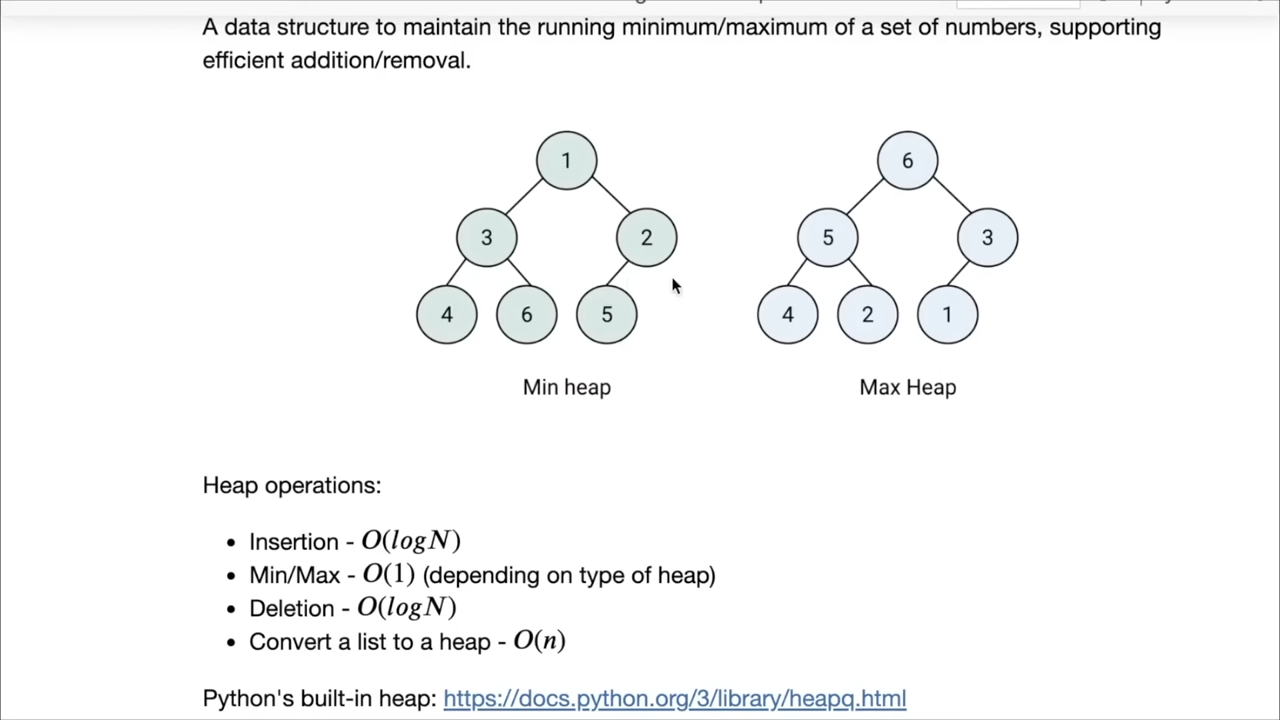 A data structure to maintain the running minimum/maximum of a set of numbers, supporting
efficient addition/removal.
1
3
2
4
6
5
Min heap
6
5
3
4
2
1
Max Heap
Heap operations:
• Insertion - O(logN)
• Min/Max - O(1) (depending on type of heap)
• Deletion - O(logN)
• Convert a list to a heap - O(n)
Python's built-in heap: https://docs.python.org/3/library/heapq.html